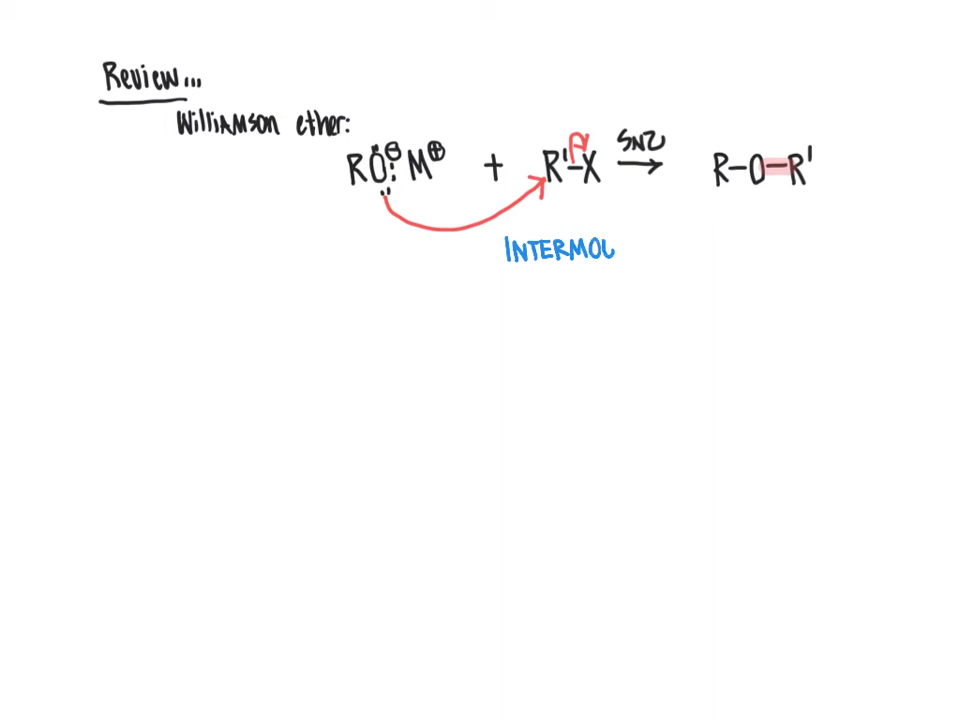 Review...
Williamson ether:
RO⊖ M⊕ + R'-X SN2 → R-O-R'
INTERMOL